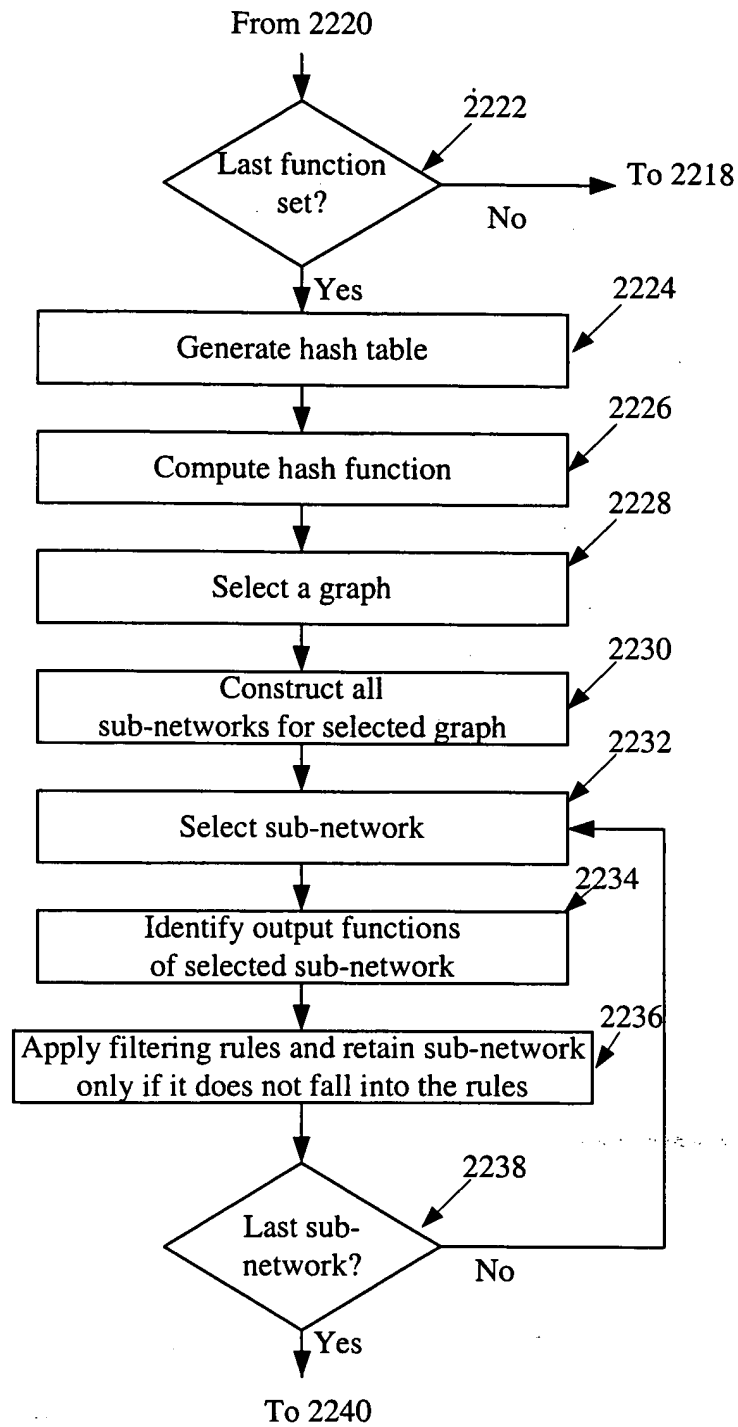 From 2220
2222
Last function
set?
To 2218
No
Yes
2224
Generate hash table
2226
Compute hash function
2228
Select a graph
2230
Construct all
sub-networks for selected graph
2232
Select sub-network
2234
Identify output functions
of selected sub-network
2236
Apply filtering rules and retain sub-network
only if it does not fall into the rules
2238
Last sub-
network?
No
Yes
To 2240